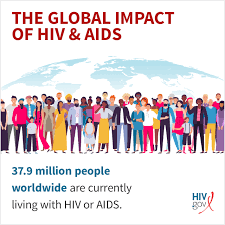 THE GLOBAL IMPACT
OF HIV & AIDS
37.9 million people
worldwide are currently
living with HIV or AIDS.
HIV
gov